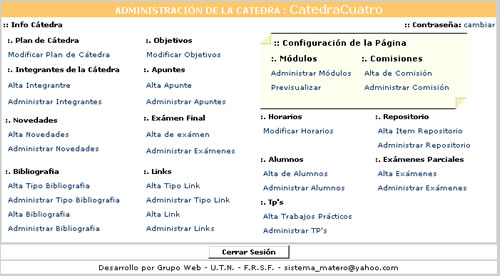 ADMINISTRACIÓN DE LA CATEDRA : CatedraCuatro
:: Info Cátedra
:: Contraseña: cambiar
:. Plan de Cátedra
Modificar Plan de Cátedra
:. Objetivos
Modificar Objetivos
:: Configuración de la Página
:. Módulos
Administrar Módulos
Previsualizar
:. Comisiones
Alta de Comisión
Administrar Comisión
:. Integrantes de la Cátedra
Alta Integrantre
Administrar Integrantes
:. Apuntes
Alta Apunte
Administrar Apuntes
:. Novedades
Alta Novedades
Administrar Novedades
:. Exámen Final
Alta de exámen
Administrar Exámenes
:. Horarios
Modificar Horarios
:. Repositorio
Alta Item Repositorio
Administrar Repositorio
:. Alumnos
Alta de Alumnos
Administrar Alumnos
:. Exámenes Parciales
Alta Exámenes
Administrar Exámenes
:. Bibliografia
Alta Tipo Bibliografia
Administrar Tipo Bibliografia
Alta Bibliografia
Administrar Bibliografia
:. Links
Alta Tipo Link
Administrar Tipo Link
Alta Link
Administrar Links
:. Tp's
Alta Trabajos Prácticos
Administrar TP's
Cerrar Sesión
Desarrollo por Grupo Web - U.T.N. - F.R.S.F. - sistema_matero@yahoo.com